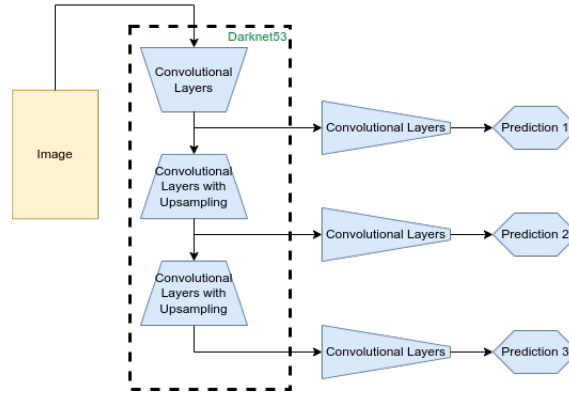 Darknet53
Convolutional
Layers
Image
Convolutional Layers
Prediction 1
Convolutional
Layers with
Upsampling
Convolutional Layers
Prediction 2
Convolutional
Layers with
Upsampling
Convolutional Layers
Prediction 3